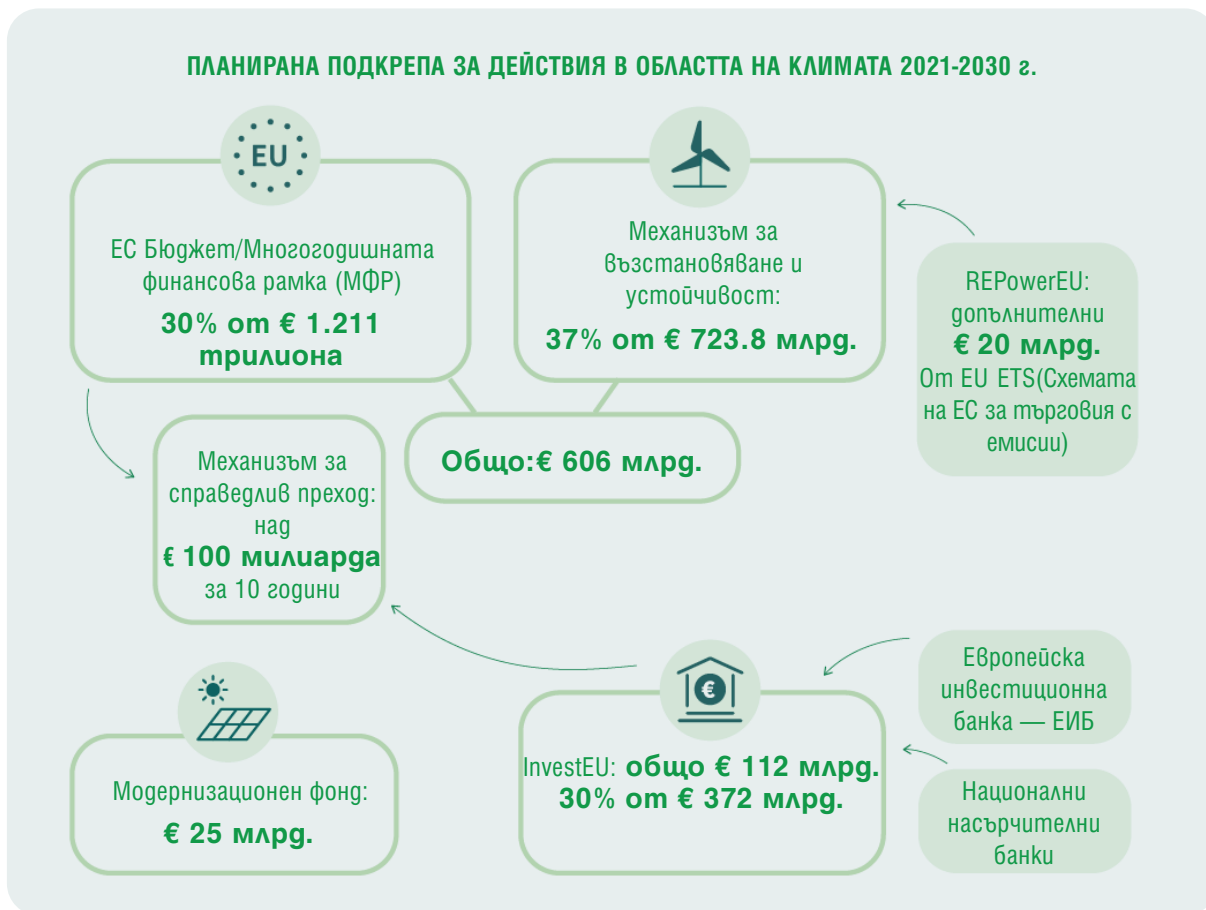 ПЛАНИРАНА ПОДКРЕПА ЗА ДЕЙСТВИЯ В ОБЛАСТТА НА КЛИМАТА 2021-2030 г.
EU
ЕС Бюджет/Многогодишната
финансова рамка (МФР)
30% от € 1.211
трилиона
Механизъм за
възстановяване и
устойчивост:
37% от € 723.8 млрд.
REPowerEU:
допълнителни
€ 20 млрд.
От EU ETS(Схемата
на ЕС за търговия с
емисии)
Общо:€ 606 млрд.
Механизъм за
справедлив преход:
над
€ 100 милиарда
за 10 години
Модернизационен фонд:
€ 25 млрд.
€
InvestEU: общо € 112 млрд.
30% от € 372 млрд.
Европейска
инвестиционна
банка — ЕИБ
Национални
насърчителни
банки